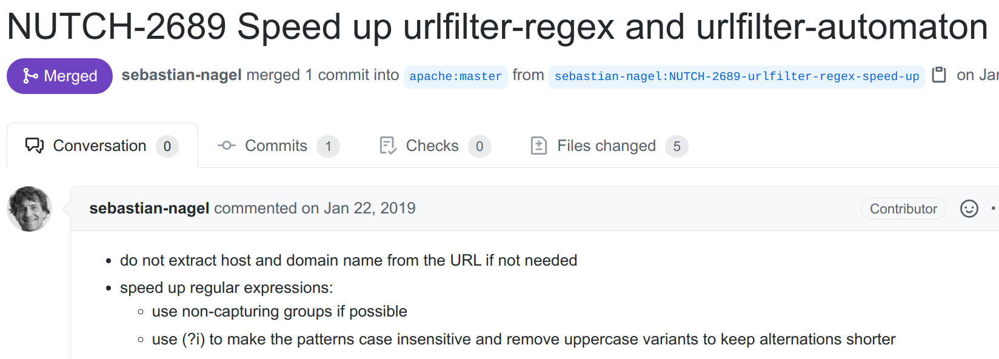 NUTCH-2689 Speed up urlfilter-regex and urlfilter-automaton
Merged sebastian-nagel merged 1 commit into apache:master from sebastian-nagel:NUTCH-2689-urlfilter-regex-speed-up on Jan
Conversation 0 Commits 1 Checks 0 Files changed 5
sebastian-nagel commented on Jan 22, 2019 Contributor
• do not extract host and domain name from the URL if not needed
• speed up regular expressions:
◦ use non-capturing groups if possible
◦ use (?i) to make the patterns case insensitive and remove uppercase variants to keep alternations shorter